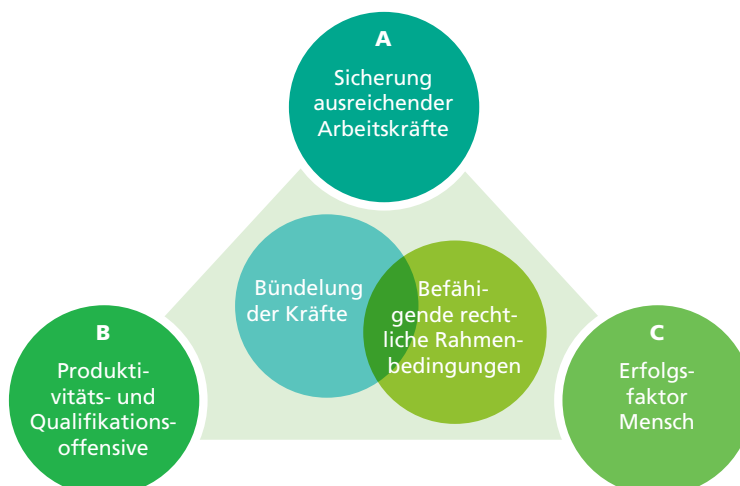 A
Sicherung
ausreichender
Arbeitskräfte
Bündelung
der Kräfte
Befähi-
gende recht-
liche Rahmen-
bedingungen
B
Produkti-
vitäts- und
Qualifikations-
offensive
C
Erfolgs-
faktor
Mensch